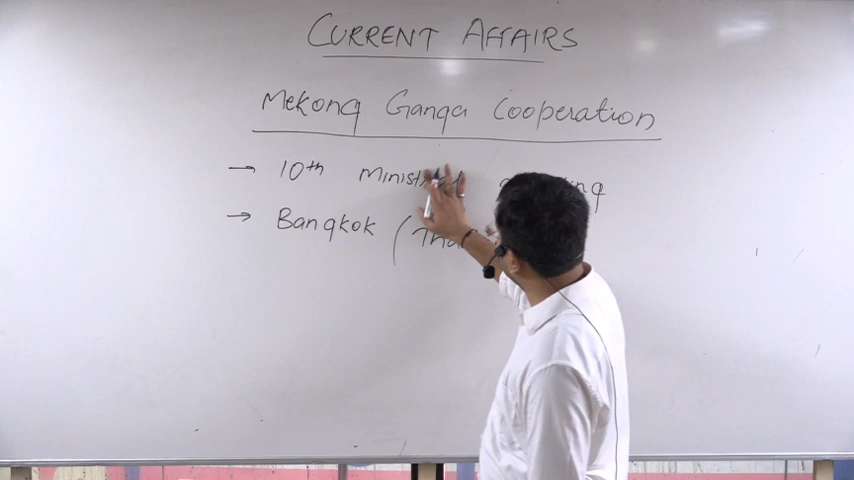 CURRENT AFFAIRS
Mekong Ganga Cooperation
→ 10th
→ Bangkok